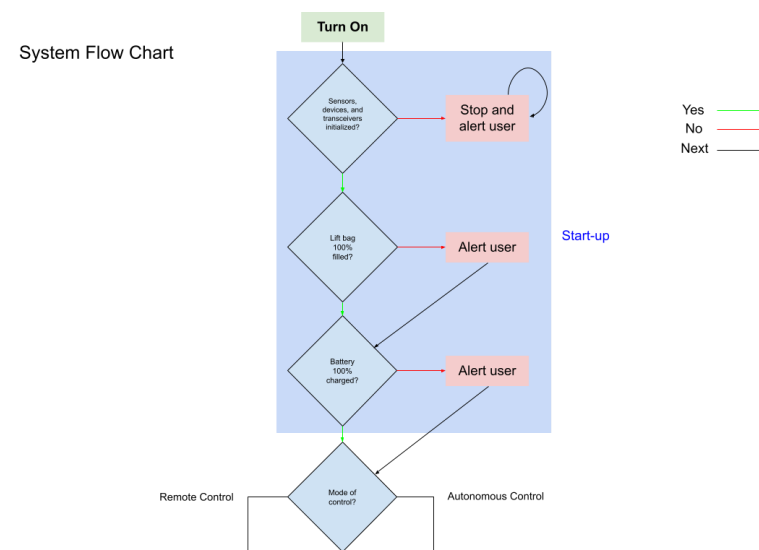 Turn On
System Flow Chart
Sensors,
devices, and
transceivers
initialized?
Stop and
alert user
Yes
No
Next
Lift bag
100%
filled?
Alert user
Start-up
Battery
100%
charged?
Alert user
Remote Control
Mode of
control?
Autonomous Control